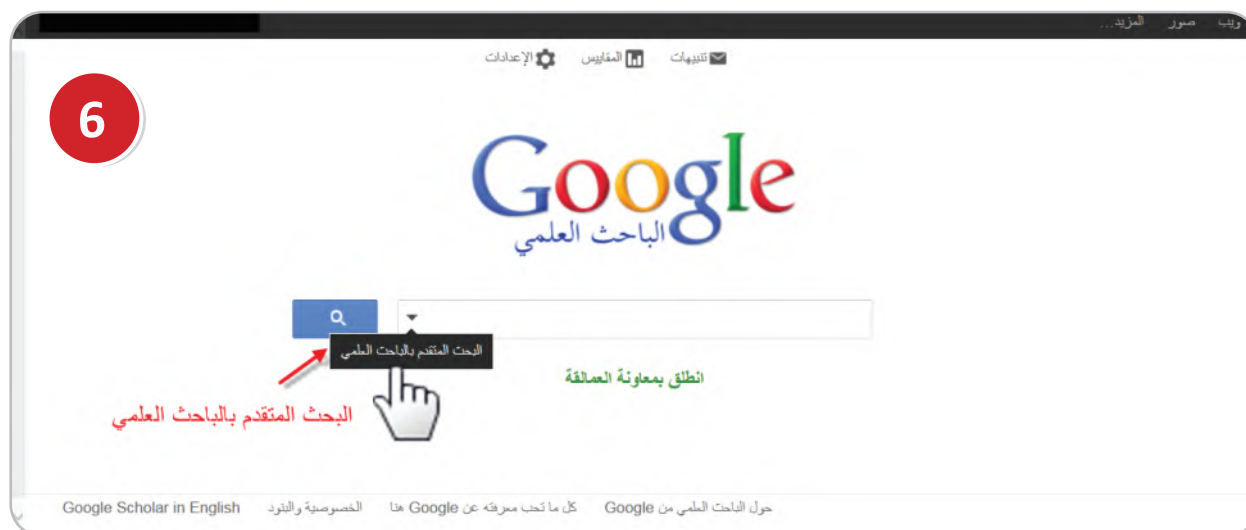 ويب صور المزيد...
تنبيهات المقاييس الإعدادات
6
Google
الباحث العلمي
البحث المتقدم بالباحث العلمي
انطلق بمعاونة العمالقة
البحث المتقدم بالباحث العلمي
حول الباحث العلمي من Google كل ما تحب معرفته عن Google هنا الخصوصية والبنود Google Scholar in English